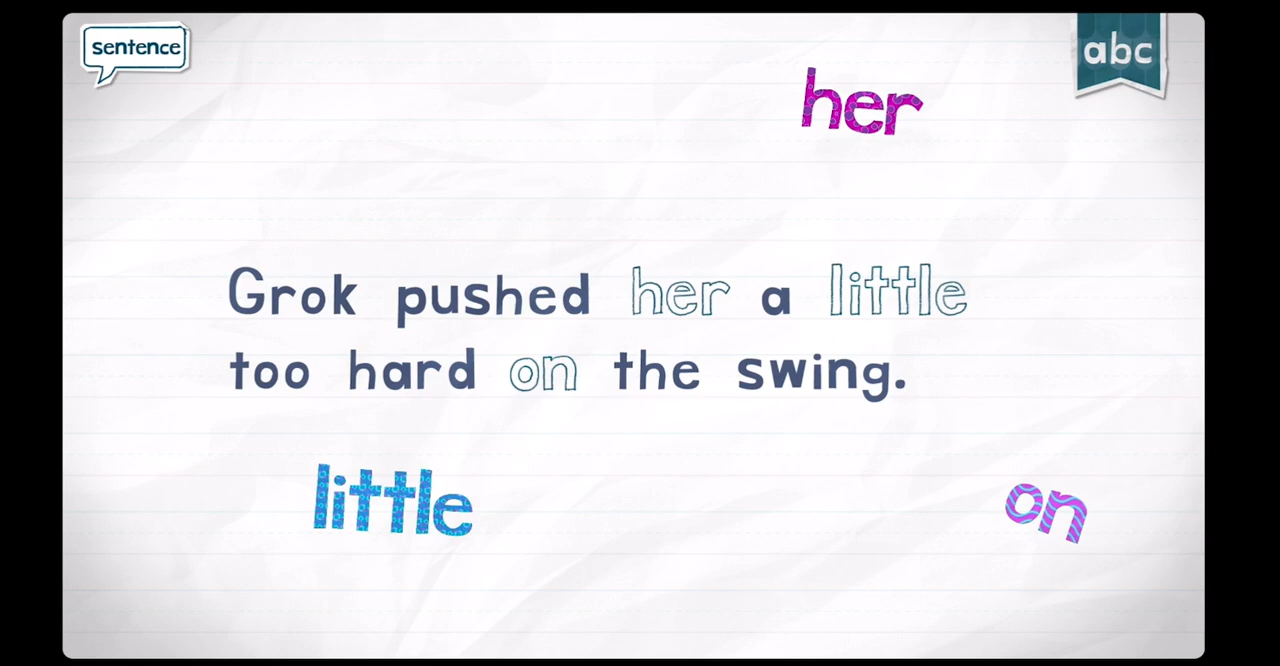 sentence
abc
her
Grok pushed her a little
too hard on the swing.
little
on